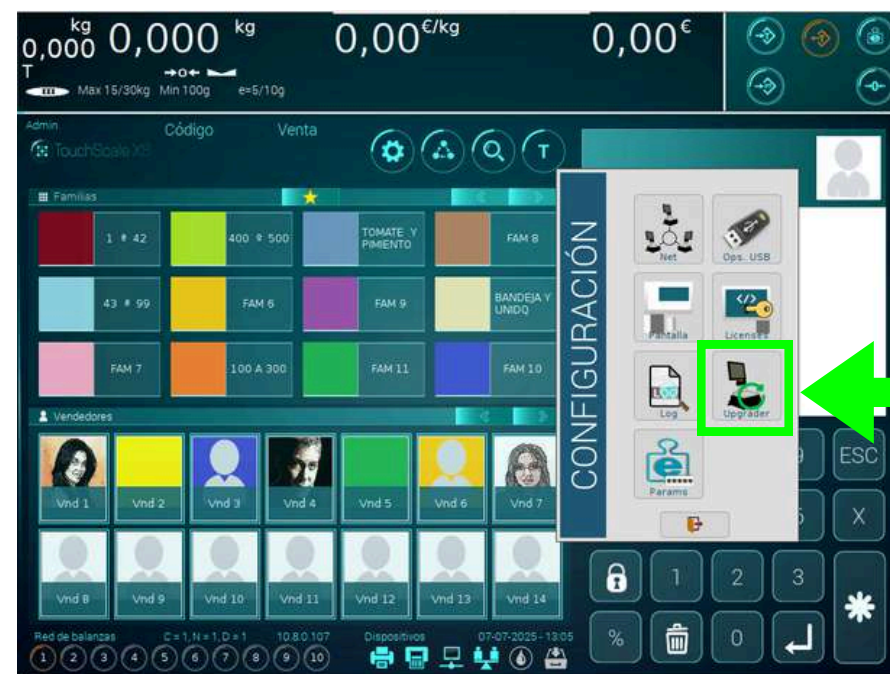 kg
0,000 0,000 kg 0,00 €/kg 0,00 €
T
→0←
Max 15/30kg Min 100g e=5/10g
Admin Código Venta
TouchScale X3
T
Familias
1 # 42 400 # 500 TOMATE Y PIMIENTO FAM 8
43 # 99 FAM 6 FAM 9 BANDEJA Y UNIDO
FAM 7 100 A 300 FAM 11 FAM 10
Vendedores
Vnd 1 Vnd 2 Vnd 3 Vnd 4 Vnd 5 Vnd 6 Vnd 7
Vnd 8 Vnd 9 Vnd 10 Vnd 11 Vnd 12 Vnd 13 Vnd 14
Red de balanzas C = 1, N = 1, D = 1 10.8.0.107 Dispositivos 07-07-2025 - 13:05
1 2 3 4 5 6 7 8 9 10
CONFIGURACIÓN
Net Ops. USB
Pantalla Licenses
LOG
Log Upgrader
Params
ESC
X
1 2 3
% 0